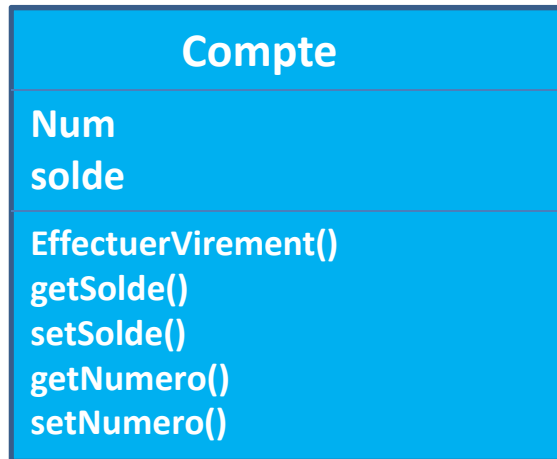 Compte
Num
solde
EffectuerVirement()
getSolde()
setSolde()
getNumero()
setNumero()